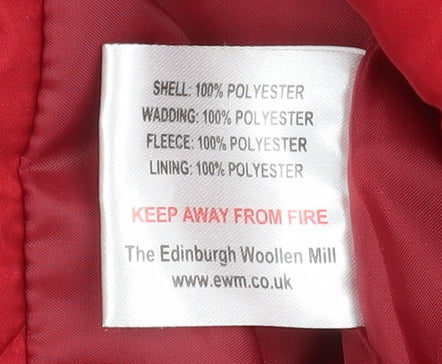 SHELL: 100% POLYESTER
WADDING: 100% POLYESTER
FLEECE: 100% POLYESTER
LINING: 100% POLYESTER
KEEP AWAY FROM FIRE
The Edinburgh Woollen Mill
www.ewm.co.uk